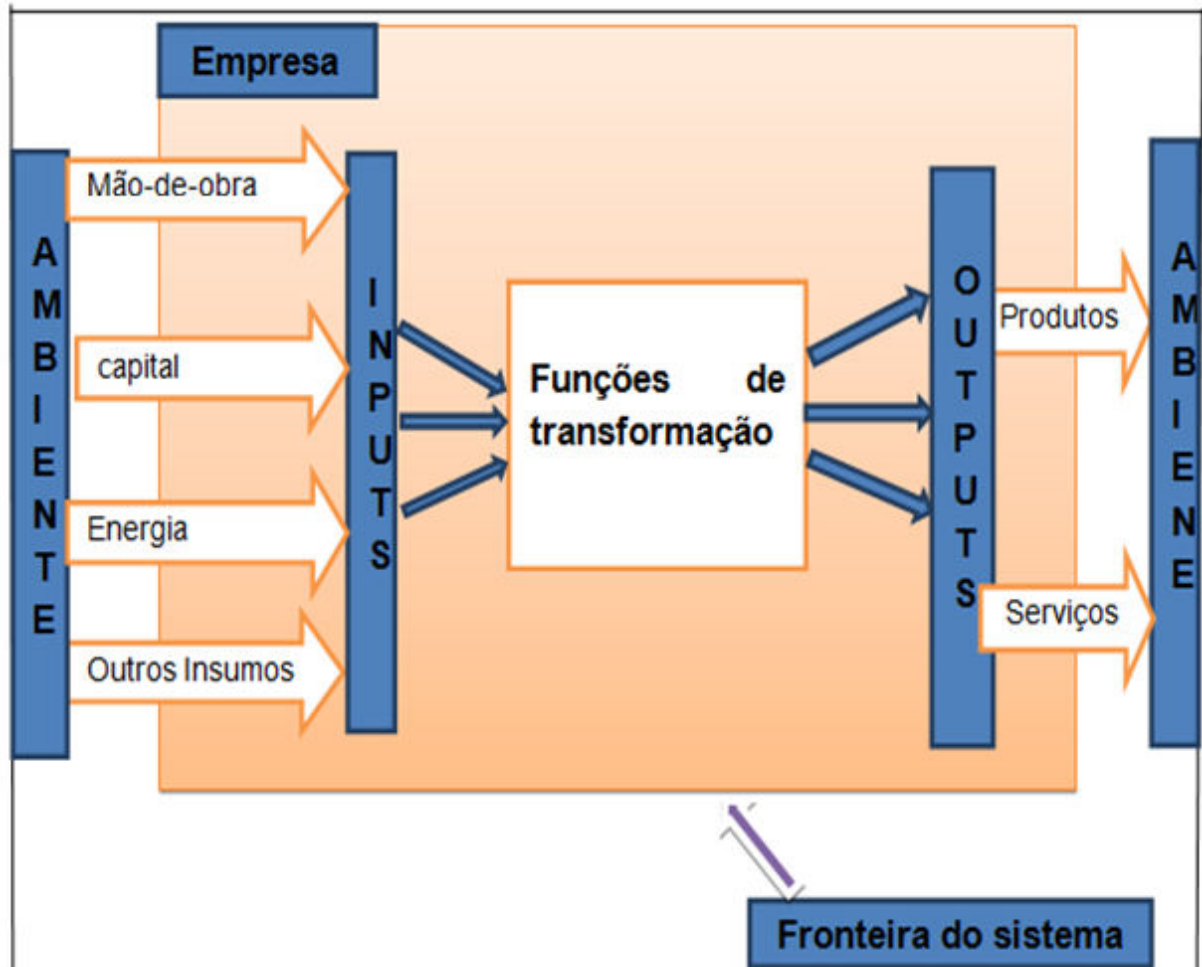 Empresa
AMBIENTE
Mão-de-obra
capital
Energia
Outros Insumos
INPUTS
Funções de
transformação
OUTPUTS
Produtos
Serviços
AMBIENE
Fronteira do sistema